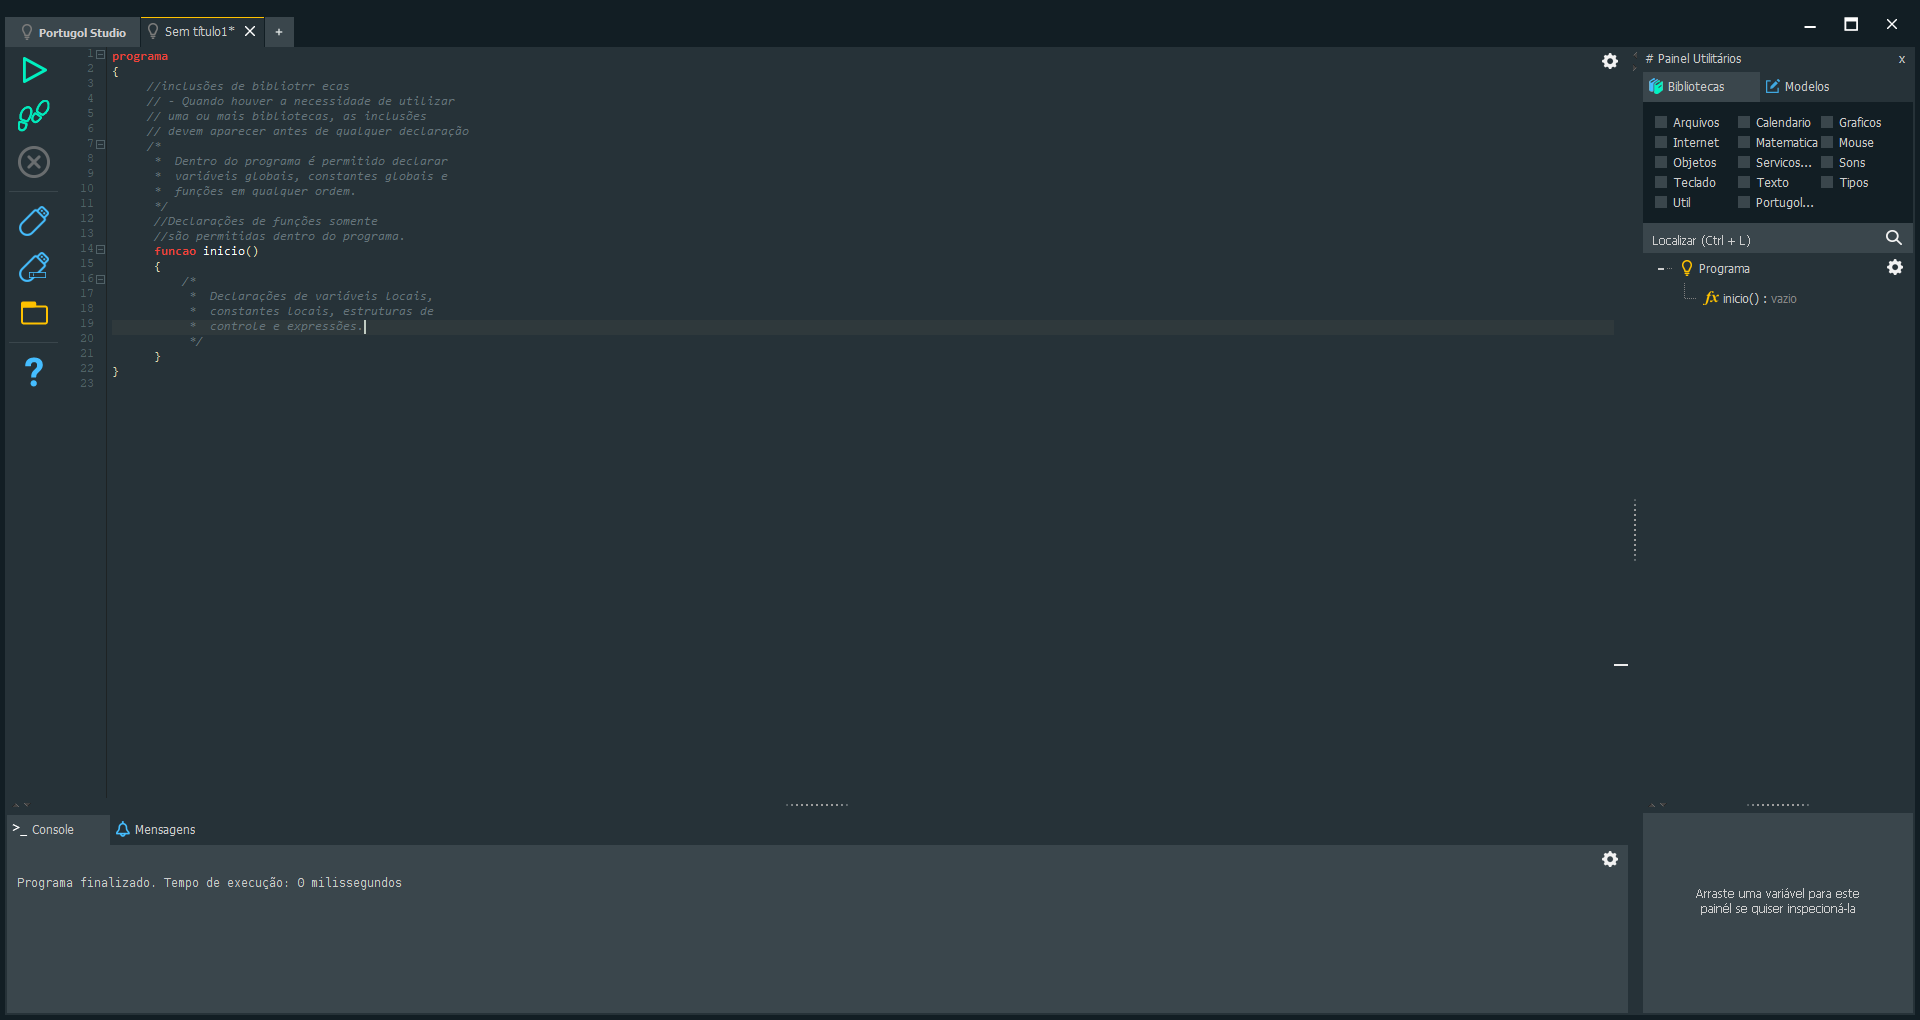 Portugol Studio
Sem título1*
+
1 programa
2 {
3 //inclusões de bibliotrr ecas
4 // - Quando houver a necessidade de utilizar
5 // uma ou mais bibliotecas, as inclusões
6 // devem aparecer antes de qualquer declaração
7 /*
8 * Dentro do programa é permitido declarar
9 * variáveis globais, constantes globais e
10 * funções em qualquer ordem.
11 */
12 //Declarações de funções somente
13 //são permitidas dentro do programa.
14 funcao inicio()
15 {
16 /*
17 * Declarações de variáveis locais,
18 * constantes locais, estruturas de
19 * controle e expressões.
20 */
21 }
22 }
23
# Painel Utilitários x
Bibliotecas Modelos
Arquivos Calendario Graficos
Internet Matematica Mouse
Objetos Servicos... Sons
Teclado Texto Tipos
Util Portugol...
Localizar (Ctrl + L)
Programa
fx inicio() : vazio
>_ Console Mensagens
Programa finalizado. Tempo de execução: 0 milissegundos
Arraste uma variável para este
painél se quiser inspecioná-la